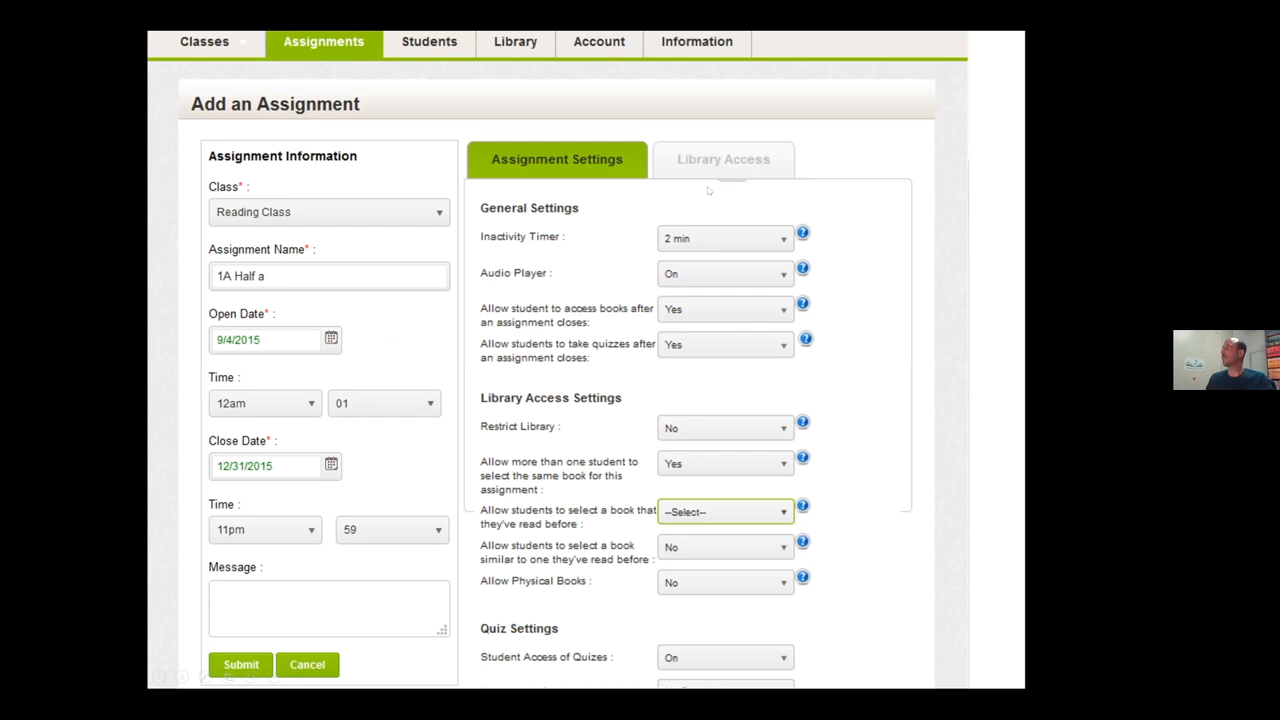 Classes Assignments Students Library Account Information
Add an Assignment
Assignment Information
Class* :
Reading Class
Assignment Name* :
1A Half a
Open Date* :
9/4/2015
Time :
12am 01
Close Date* :
12/31/2015
Time :
11pm 59
Message :
Submit Cancel
Assignment Settings Library Access
General Settings
Inactivity Timer : 2 min ?
Audio Player : On ?
Allow student to access books after
an assignment closes: Yes ?
Allow students to take quizzes after
an assignment closes: Yes ?
Library Access Settings
Restrict Library : No ?
Allow more than one student to
select the same book for this
assignment : Yes ?
Allow students to select a book that
they've read before : --Select-- ?
Allow students to select a book
similar to one they've read before : No ?
Allow Physical Books : No ?
Quiz Settings
Student Access of Quizes : On